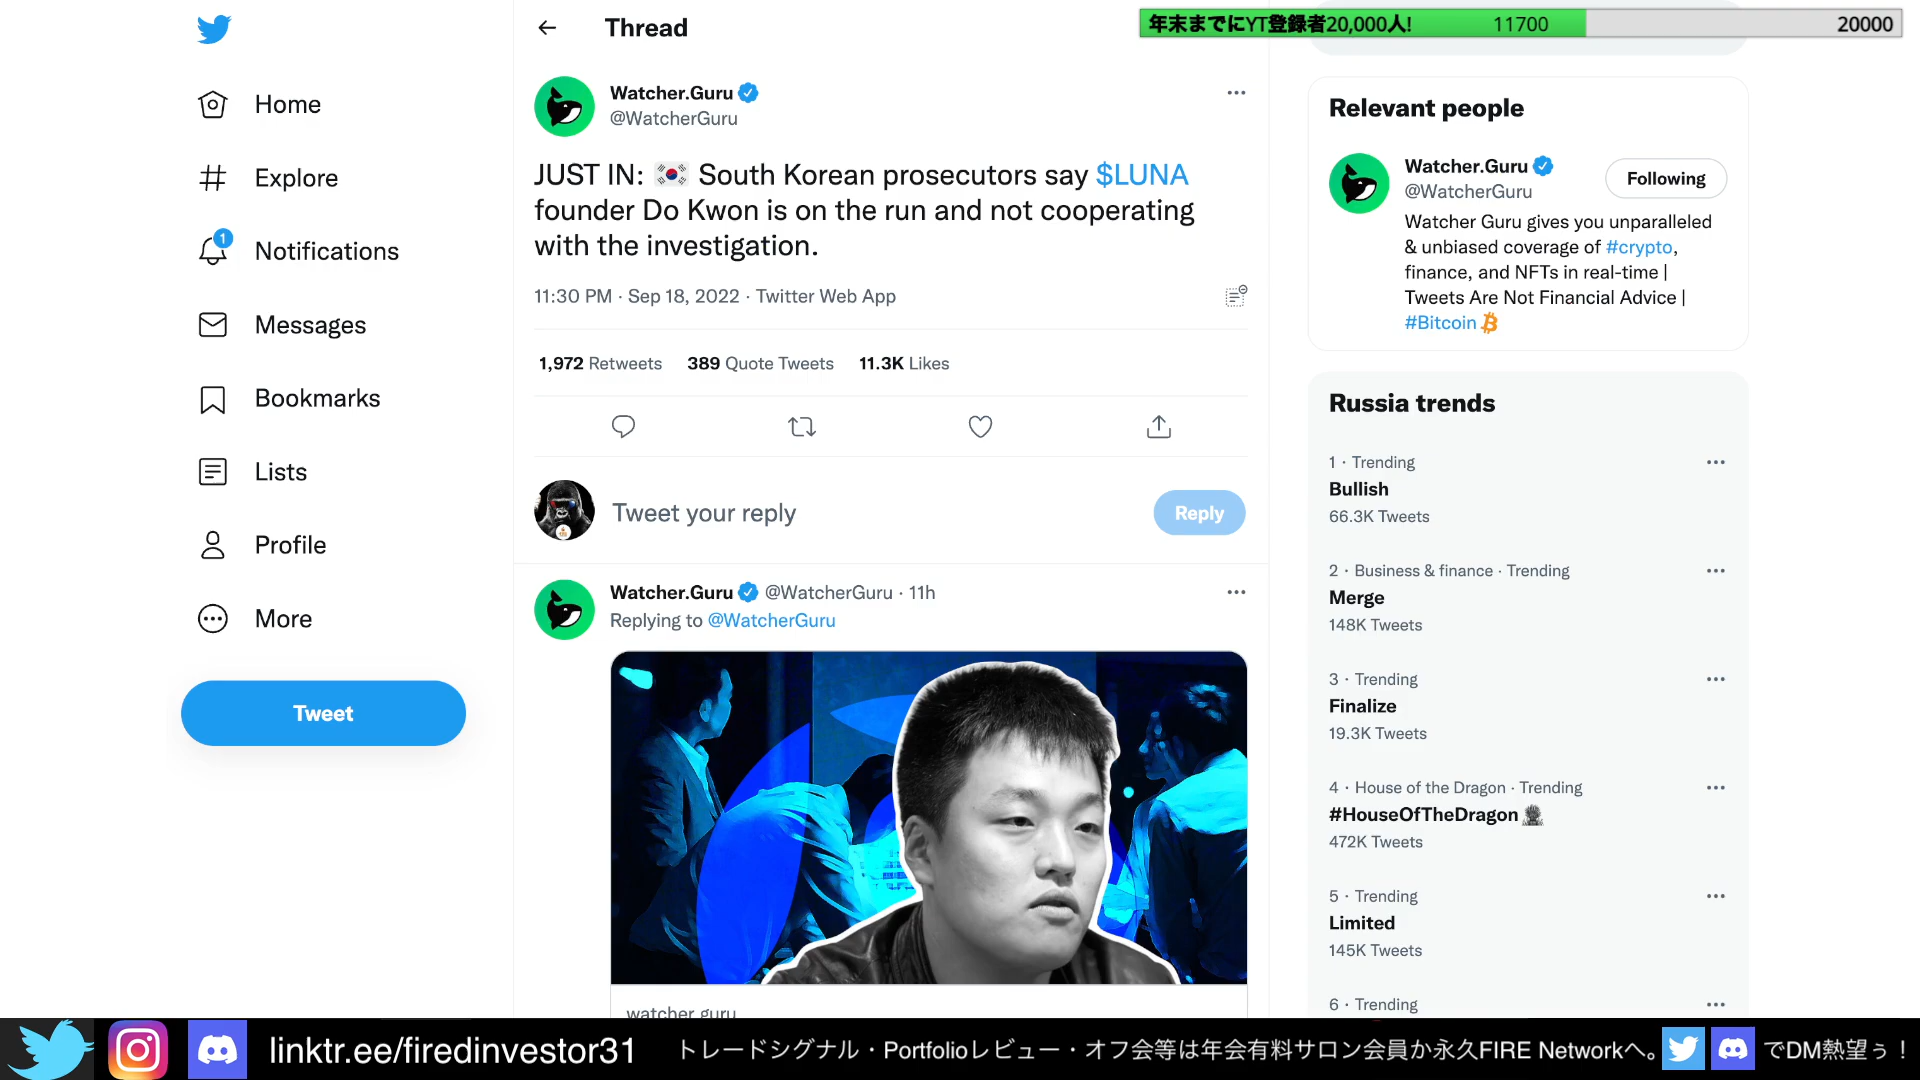 Thread
年末までにYT登録者20,000人! 11700 20000
Home
Explore
1
Notifications
Messages
Bookmarks
Lists
Profile
More
Tweet
Watcher.Guru
@WatcherGuru
JUST IN: 🇰🇷 South Korean prosecutors say $LUNA
founder Do Kwon is on the run and not cooperating
with the investigation.
11:30 PM · Sep 18, 2022 · Twitter Web App
1,972 Retweets 389 Quote Tweets 11.3K Likes
Tweet your reply
Reply
Watcher.Guru @WatcherGuru · 11h
Replying to @WatcherGuru
watcher.guru
Relevant people
Watcher.Guru
@WatcherGuru
Following
Watcher Guru gives you unparalleled
& unbiased coverage of #crypto,
finance, and NFTs in real-time |
Tweets Are Not Financial Advice |
#Bitcoin
Russia trends
1 · Trending
Bullish
66.3K Tweets
2 · Business & finance · Trending
Merge
148K Tweets
3 · Trending
Finalize
19.3K Tweets
4 · House of the Dragon · Trending
#HouseOfTheDragon
472K Tweets
5 · Trending
Limited
145K Tweets
6 · Trending
linktr.ee/firedinvestor31 トレードシグナル・Portfolioレビュー・オフ会等は年会有料サロン会員か永久FIRE Networkへ。 でDM熱望ぅ！